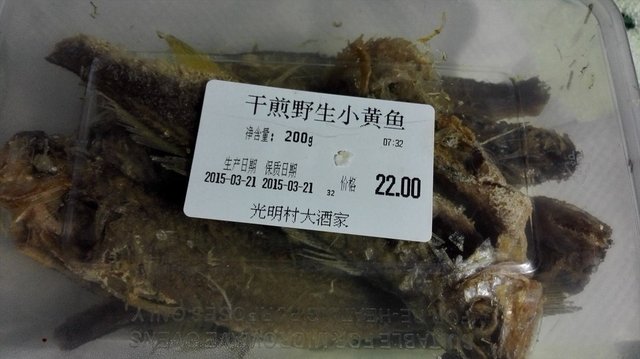 干煎野生小黄鱼
净含量: 200g 07:32
生产日期 保质日期
2015-03-21 2015-03-21 32 价格 22.00
光明村大酒家